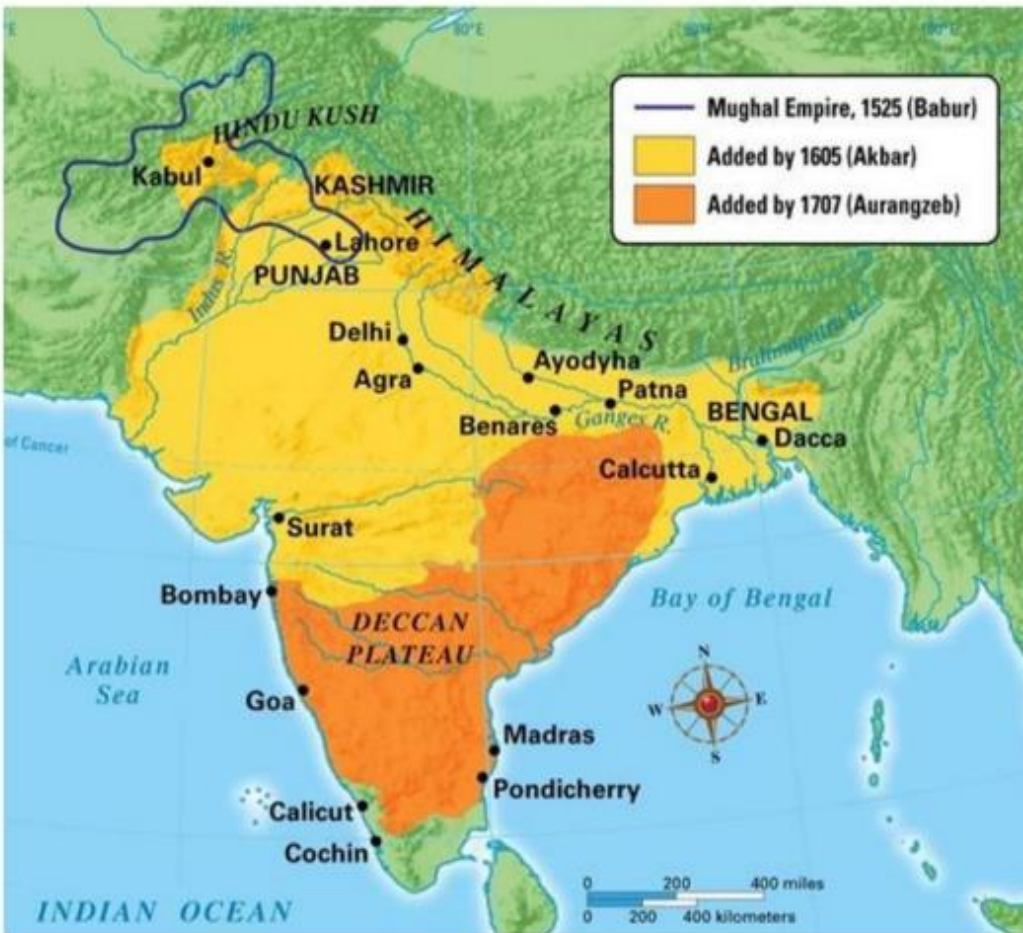 70°E
80°E
Mughal Empire, 1525 (Babur)
Added by 1605 (Akbar)
Added by 1707 (Aurangzeb)
HINDU KUSH
Kabul
KASHMIR
HIMALAYAS
Lahore
PUNJAB
Indus R.
Delhi
Agra
Ayodyha
Patna
Brahmaputra R.
Benares
Ganges R.
BENGAL
Dacca
Calcutta
of Cancer
Surat
Bombay
Bay of Bengal
DECCAN
PLATEAU
Arabian
Sea
Goa
N
W
E
S
Madras
Pondicherry
Calicut
Cochin
0 200 400 miles
0 200 400 kilometers
INDIAN OCEAN